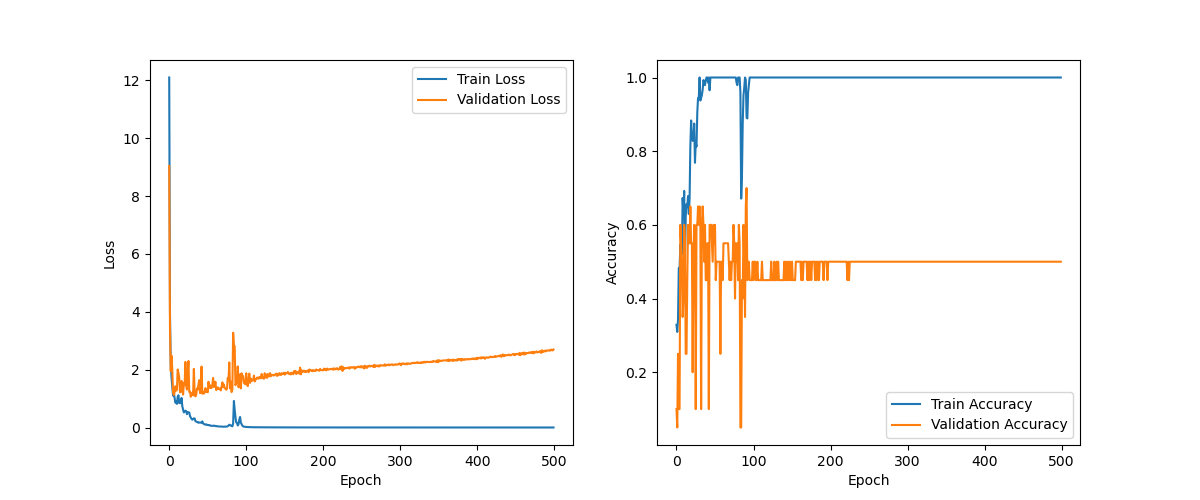 12
10
8
6
4
2
0
Loss
0 100 200 300 400 500
Epoch
Train Loss
Validation Loss
1.0
0.8
0.6
0.4
0.2
Accuracy
0 100 200 300 400 500
Epoch
Train Accuracy
Validation Accuracy